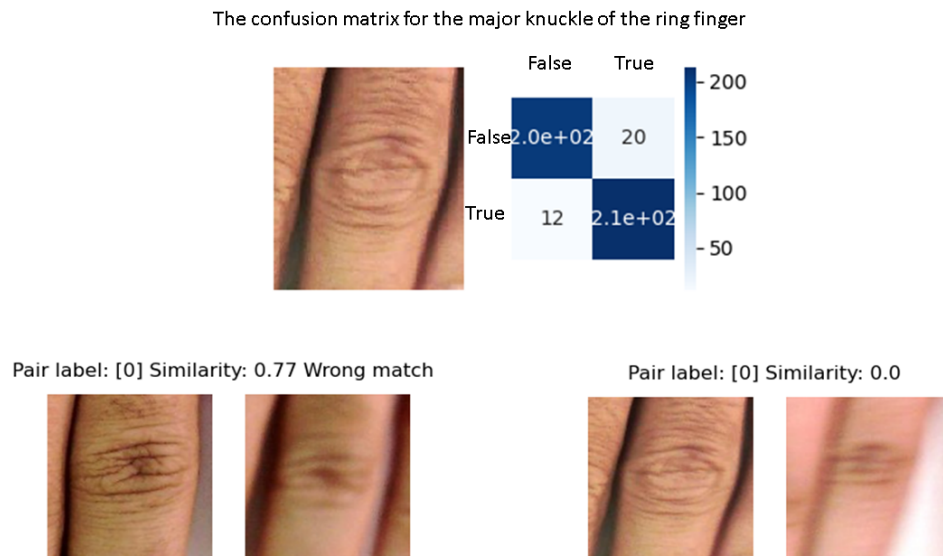 The confusion matrix for the major knuckle of the ring finger
False True
200
False 2.0e+02 20
150
100
True 12 2.1e+02
50
Pair label: [0] Similarity: 0.77 Wrong match
Pair label: [0] Similarity: 0.0